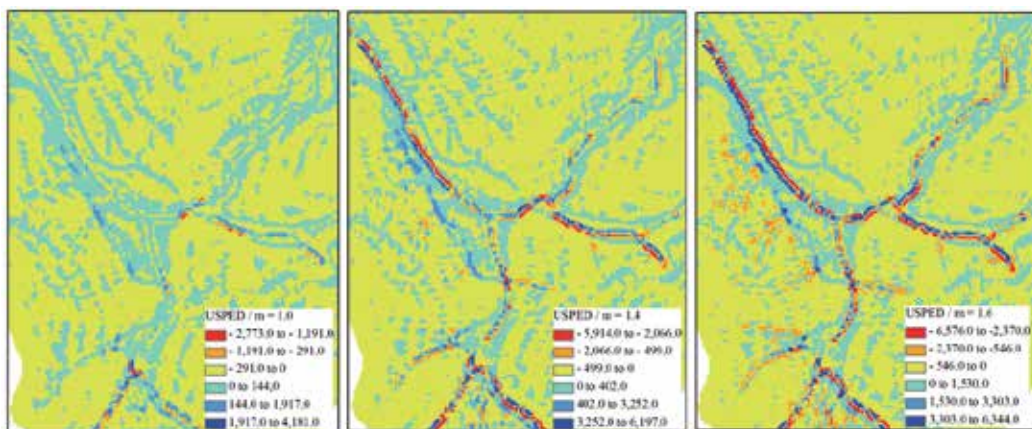 USPED / m = 1.0
- 2,773.0 to - 1,191.0
- 1,191.0 to - 291.0
- 291.0 to 0
0 to 144.0
144.0 to 1,917.0
1,917.0 to 4,181.0
USPED / m = 1.4
- 5,914.0 to - 2,066.0
- 2,066.0 to - 499.0
- 499.0 to 0
0 to 402.0
402.0 to 3,252.0
3,252.0 to 6,197.0
USPED / m = 1.6
- 6,576.0 to -2,370.0
- 2,370.0 to -546.0
- 546.0 to 0
0 to 1,530.0
1,530.0 to 3,303.0
3,303.0 to 6,344.0